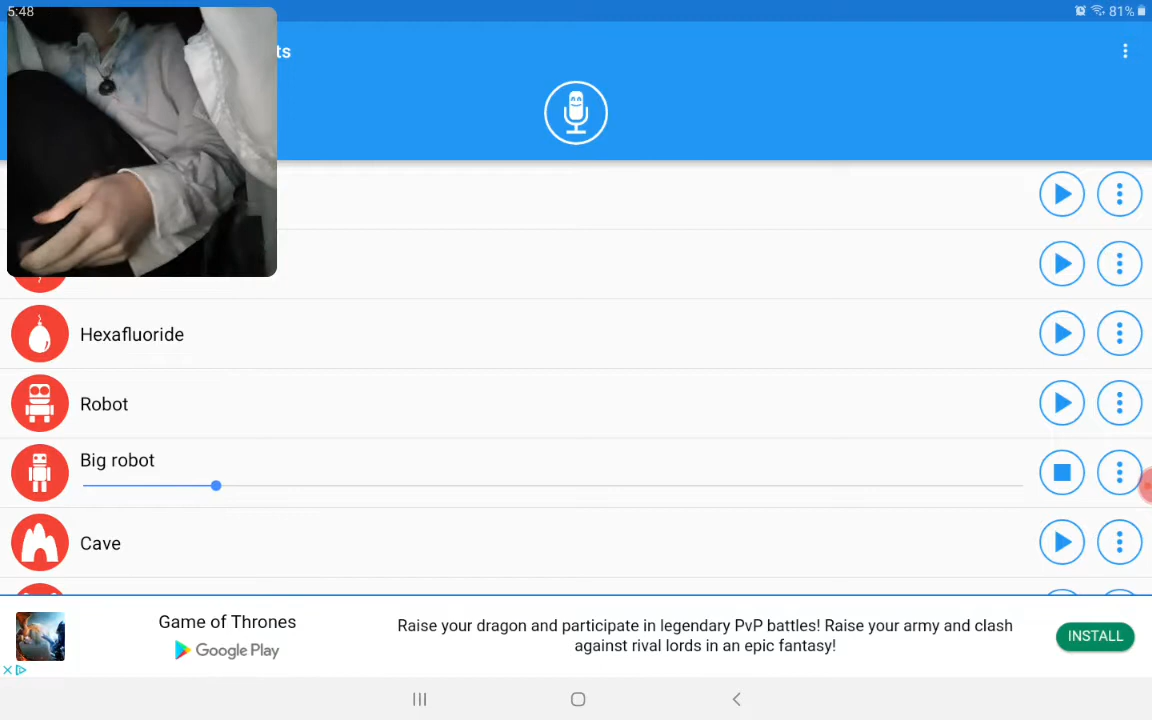 5:48
81%
ts
Hexafluoride
Robot
Big robot
Cave
Game of Thrones
Google Play
Raise your dragon and participate in legendary PvP battles! Raise your army and clash
against rival lords in an epic fantasy!
INSTALL